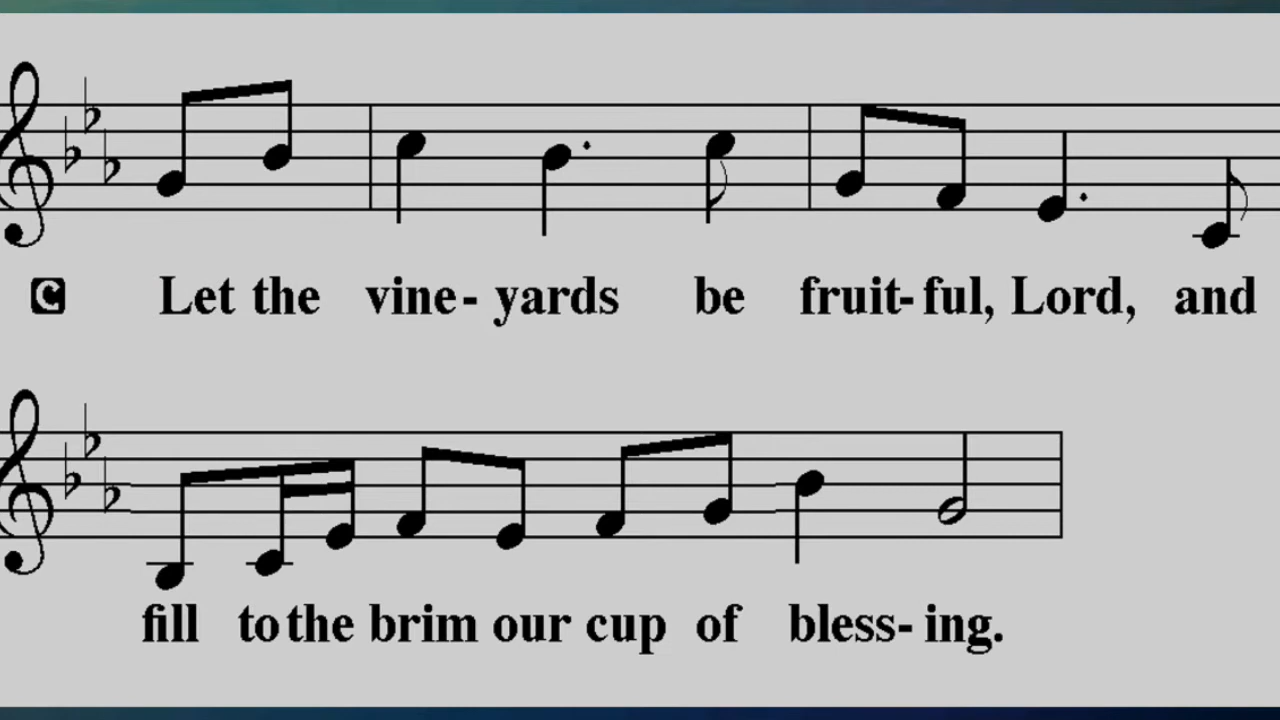 C Let the vine- yards be fruit- ful, Lord, and
fill to the brim our cup of bless- ing.